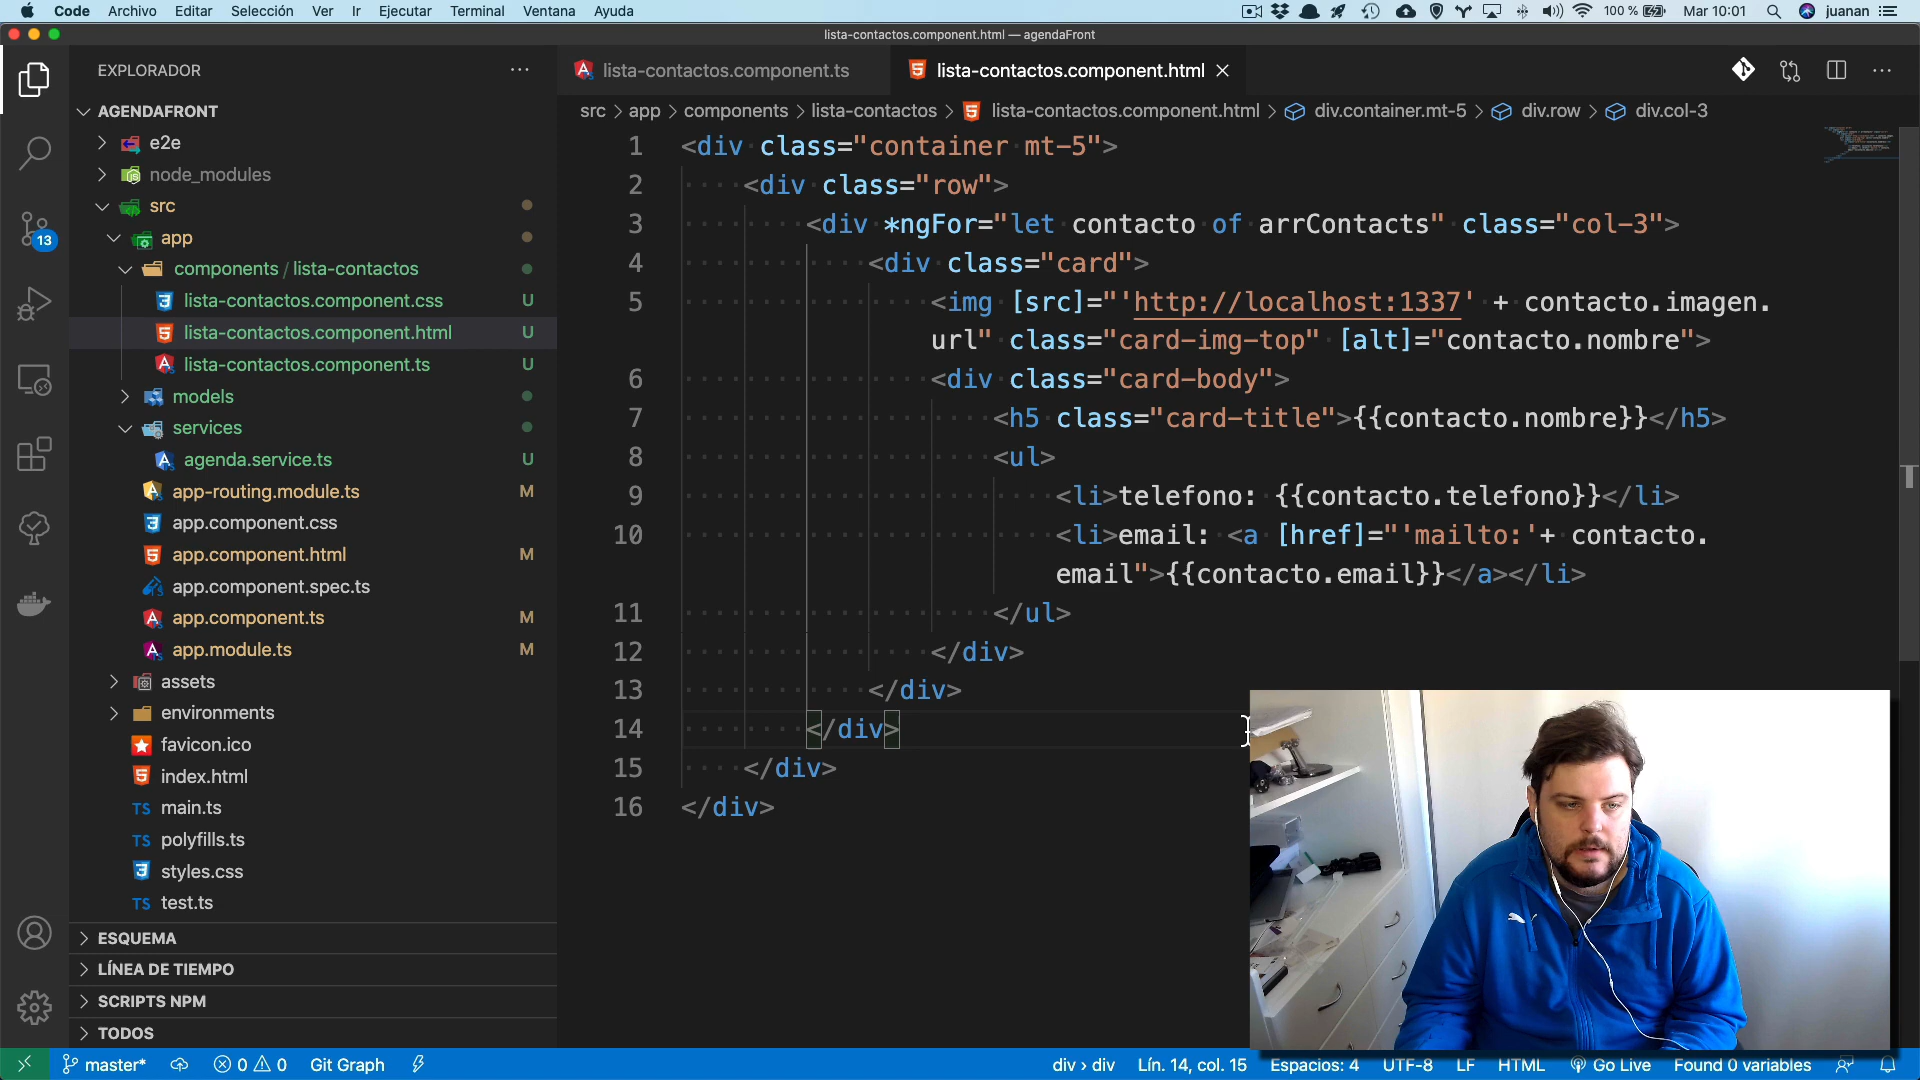 Code Archivo Editar Selección Ver Ir Ejecutar Terminal Ventana Ayuda 100 % Mar 10:01 juanan
lista-contactos.component.html — agendaFront
EXPLORADOR
AGENDAFRONT
e2e
node_modules
src
app
components / lista-contactos
lista-contactos.component.css U
lista-contactos.component.html U
lista-contactos.component.ts U
models
services
agenda.service.ts U
app-routing.module.ts M
app.component.css
app.component.html M
app.component.spec.ts
app.component.ts M
app.module.ts M
assets
environments
favicon.ico
index.html
TS main.ts
TS polyfills.ts
styles.css
TS test.ts
ESQUEMA
LÍNEA DE TIEMPO
SCRIPTS NPM
TODOS
13
lista-contactos.component.ts lista-contactos.component.html
src > app > components > lista-contactos > lista-contactos.component.html > div.container.mt-5 > div.row > div.col-3
1 <div class="container mt-5">
2 <div class="row">
3 <div *ngFor="let contacto of arrContacts" class="col-3">
4 <div class="card">
5 <img [src]="'http://localhost:1337' + contacto.imagen.
url" class="card-img-top" [alt]="contacto.nombre">
6 <div class="card-body">
7 <h5 class="card-title">{{contacto.nombre}}</h5>
8 <ul>
9 <li>telefono: {{contacto.telefono}}</li>
10 <li>email: <a [href]="'mailto:'+ contacto.
email">{{contacto.email}}</a></li>
11 </ul>
12 </div>
13 </div>
14 </div>
15 </div>
16 </div>
master* 0 0 Git Graph div > div Lín. 14, col. 15 Espacios: 4 UTF-8 LF HTML Go Live Found 0 variables